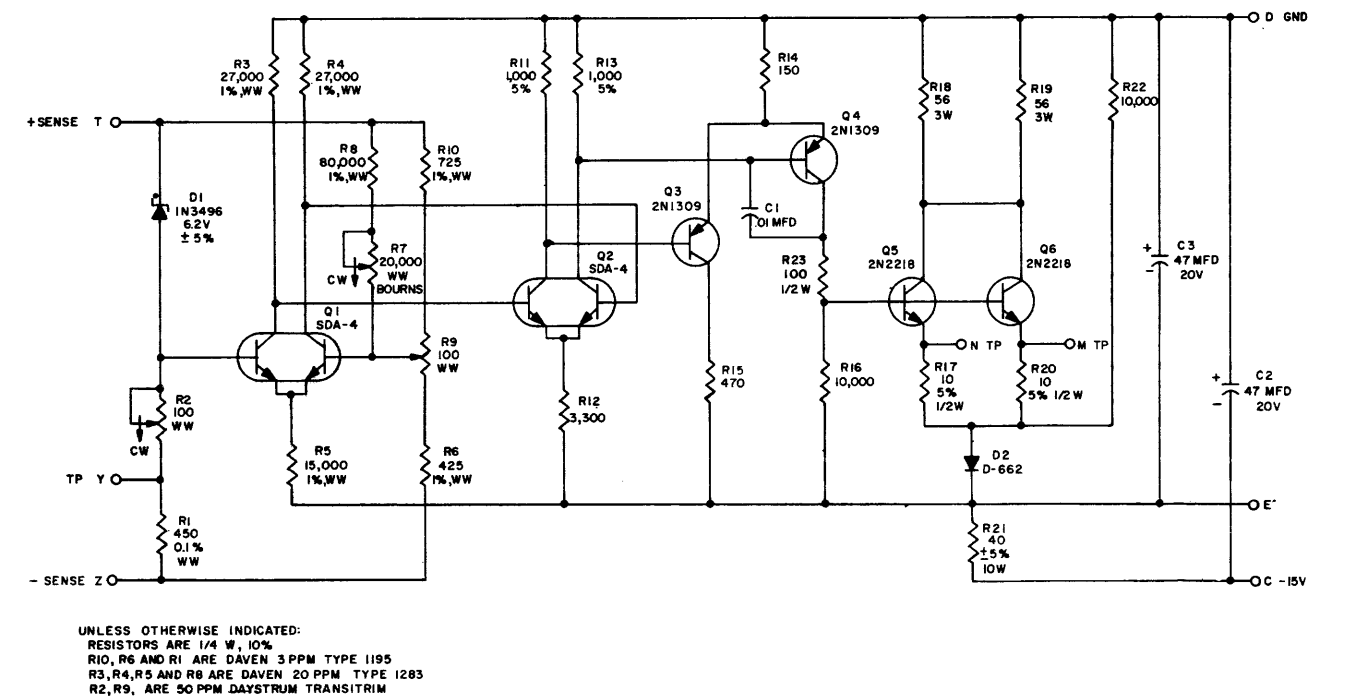 D GND
R3
27,000
1%,WW
R4
27,000
1%,WW
R11
1,000
5%
R13
1,000
5%
R14
150
R18
56
3W
R19
56
3W
R22
10,000
+SENSE T
R8
80,000
1%,WW
R10
725
1%,WW
Q4
2N1309
D1
1N3496
6.2V
±5%
Q3
2N1309
C1
.01 MFD
R7
20,000
WW
BOURNS
CW
Q2
SDA-4
R23
100
1/2W
Q5
2N2218
Q6
2N2218
+
C3
47 MFD
20V
-
Q1
SDA-4
R9
100
WW
N TP
M TP
R2
100
WW
CW
R12
3,300
R15
470
R16
10,000
R17
10
5%
1/2W
R20
10
5% 1/2W
+
C2
47 MFD
20V
-
TP Y
R5
15,000
1%,WW
R6
425
1%,WW
D2
D-662
E
R1
450
0.1%
WW
R21
40
±5%
10W
- SENSE Z
C -15V
UNLESS OTHERWISE INDICATED:
RESISTORS ARE 1/4 W, 10%
R10, R6 AND R1 ARE DAVEN 3 PPM TYPE 1195
R3,R4,R5 AND R8 ARE DAVEN 20 PPM TYPE 1283
R2,R9, ARE 50 PPM DAYSTRUM TRANSITRIM